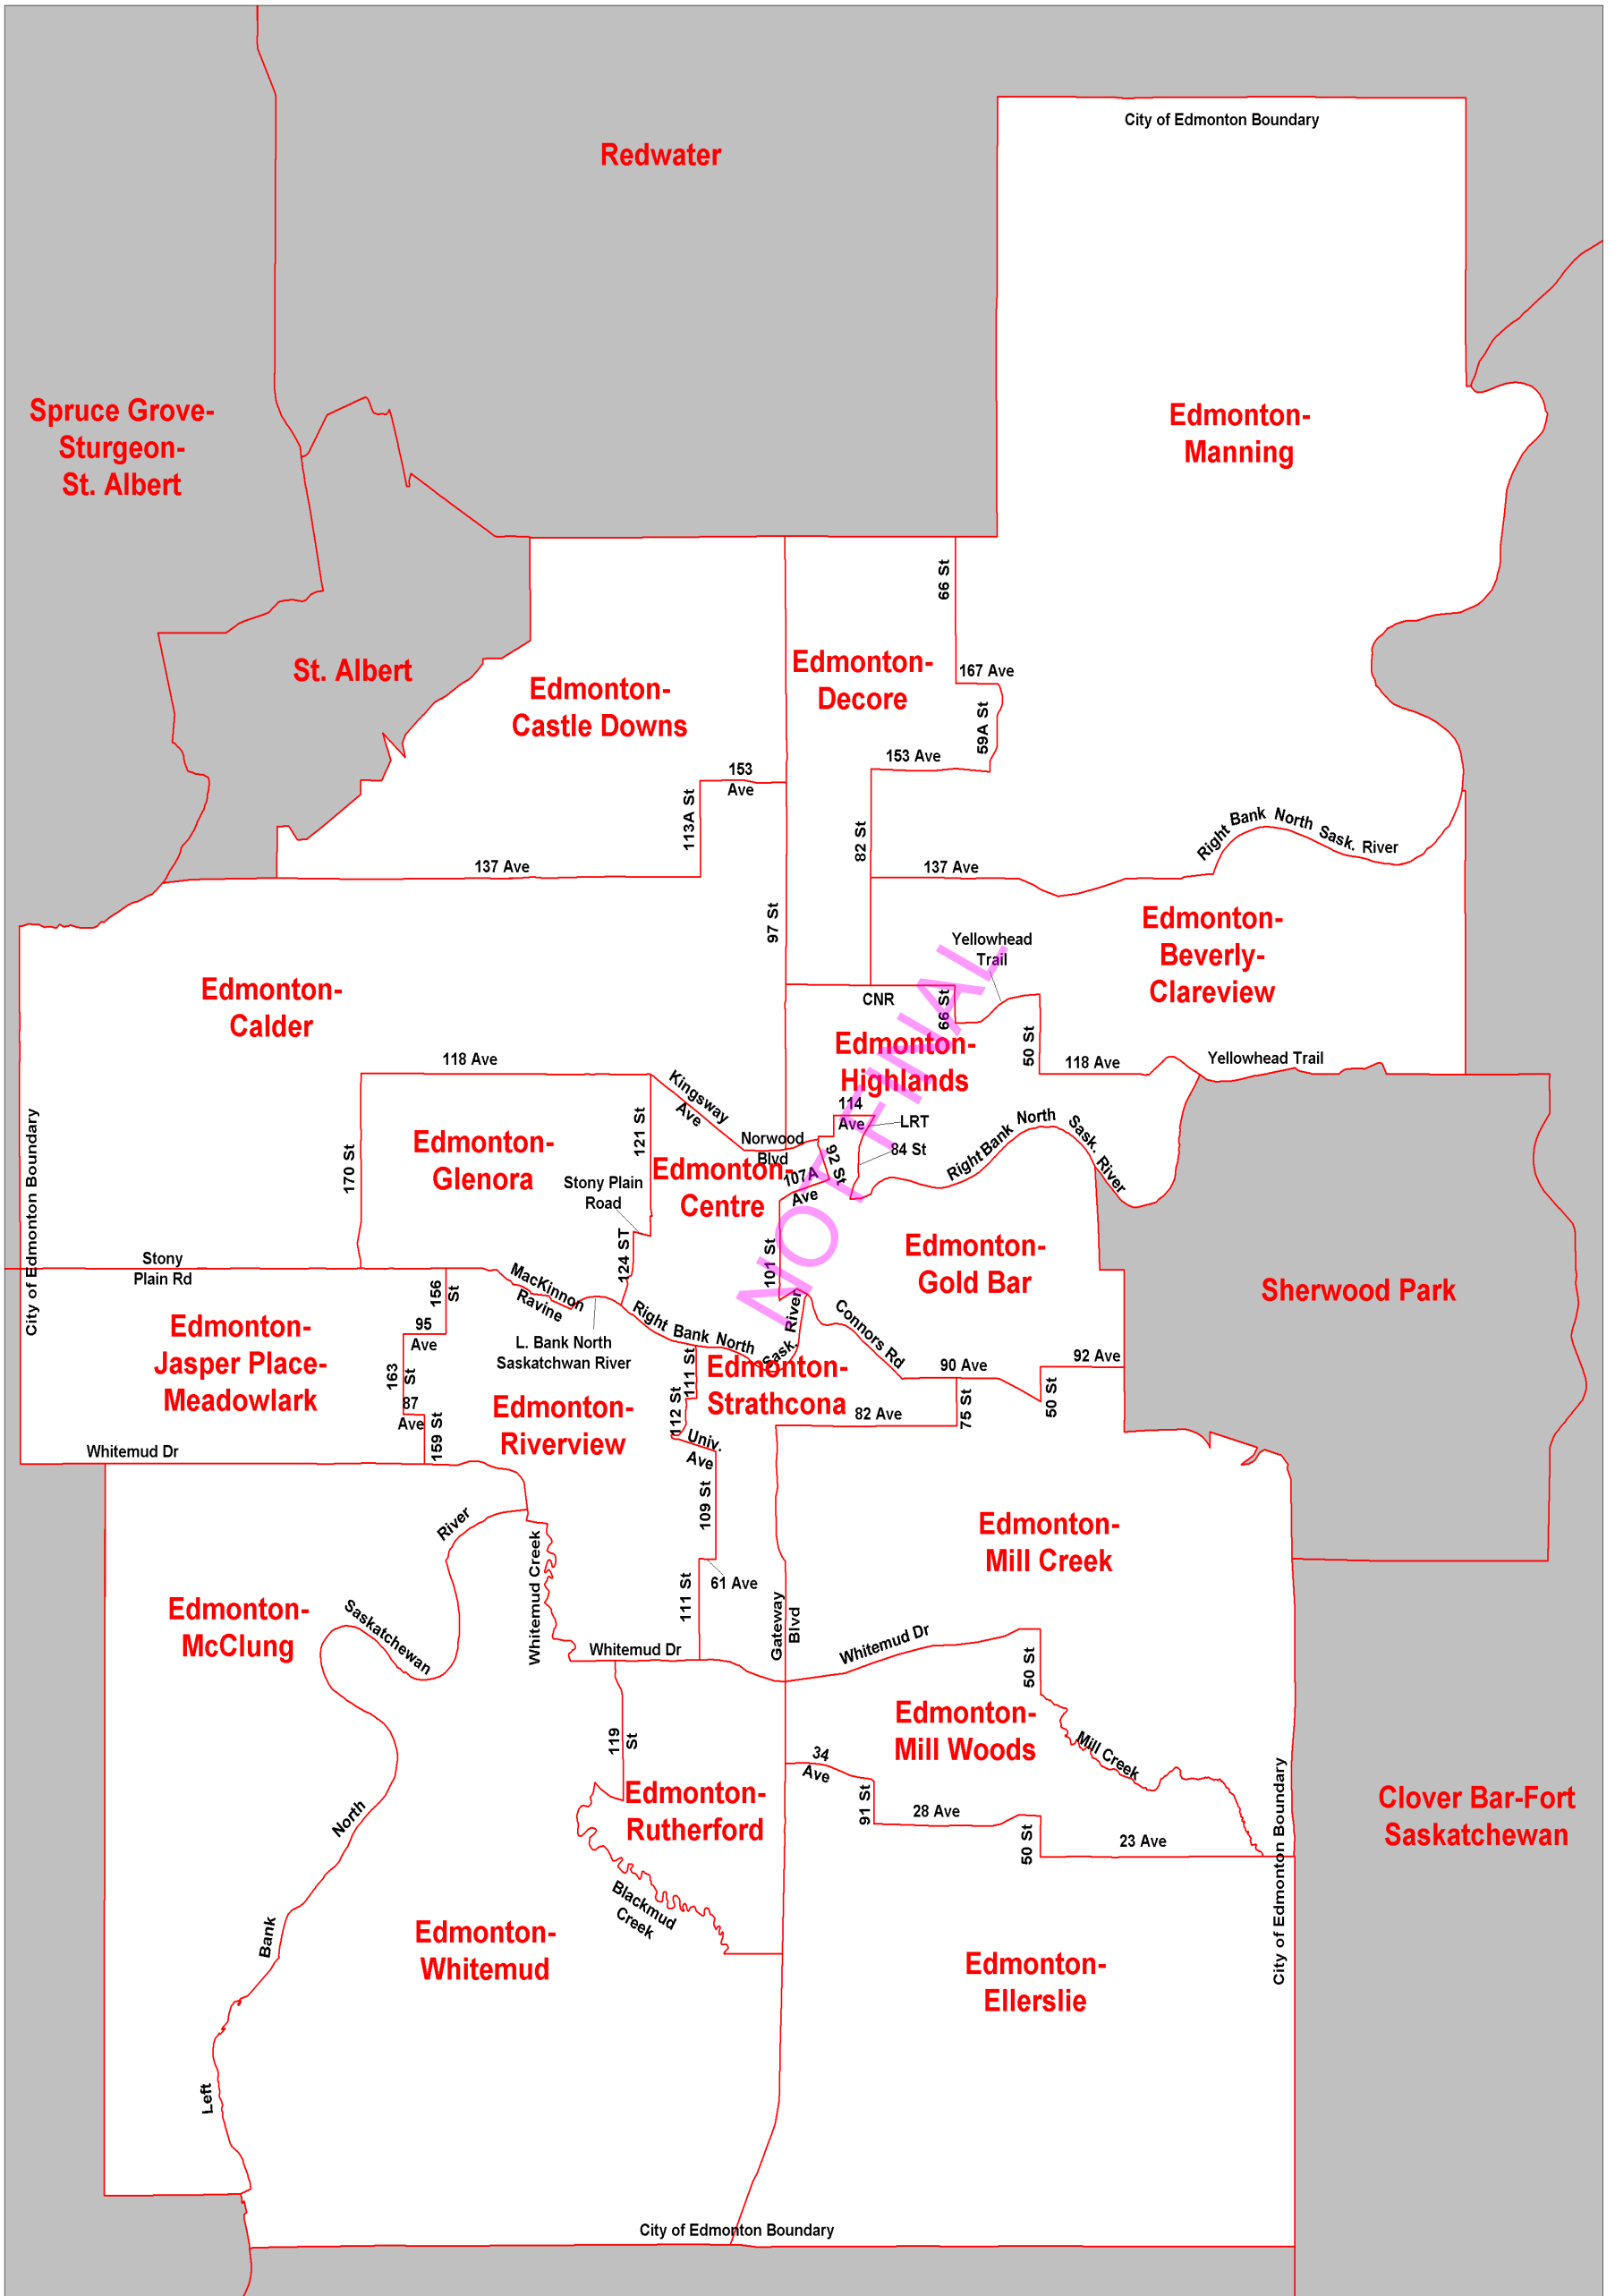 City of Edmonton Boundary
Redwater
Spruce Grove-
Sturgeon-
St. Albert
Edmonton-
Manning
66 St
St. Albert
Edmonton-
Castle Downs
Edmonton-
Decore
167 Ave
59A St
153 Ave
153
Ave
113A St
82 St
Right Bank North Sask. River
137 Ave
137 Ave
97 St
Edmonton-
Beverly-
Clareview
Yellowhead
Trail
Edmonton-
Calder
CNR
66 St
50 St
Edmonton-
Highlands
118 Ave
118 Ave
Yellowhead Trail
Kingsway
Ave
114
Ave
LRT
84 St
121 St
Norwood
Blvd
92 St
Right Bank North Sask. River
City of Edmonton Boundary
170 St
Edmonton-
Glenora
Stony Plain
Road
Edmonton-
Centre
107A
Ave
NOT FINAL
124 ST
101 St
Edmonton-
Gold Bar
Sherwood Park
Stony
Plain Rd
156
St
MacKinnon
Ravine
L. Bank North
Saskatchwan River
Right Bank North Sask. River
Connors Rd
Edmonton-
Jasper Place-
Meadowlark
95
Ave
163
St
87
Ave
159 St
111 St
Edmonton-
Strathcona
90 Ave
92 Ave
75 St
50 St
Edmonton-
Riverview
112 St
Univ.
Ave
82 Ave
Whitemud Dr
109 St
Edmonton-
Mill Creek
River
Whitemud Creek
61 Ave
111 St
Gateway
Blvd
Edmonton-
McClung
Saskatchewan
Whitemud Dr
Whitemud Dr
50 St
119
St
Edmonton-
Mill Woods
Mill Creek
34
Ave
91 St
28 Ave
50 St
23 Ave
City of Edmonton Boundary
Clover Bar-Fort
Saskatchewan
Edmonton-
Rutherford
North
Blackmud
Creek
Bank
Edmonton-
Whitemud
Edmonton-
Ellerslie
Left
City of Edmonton Boundary